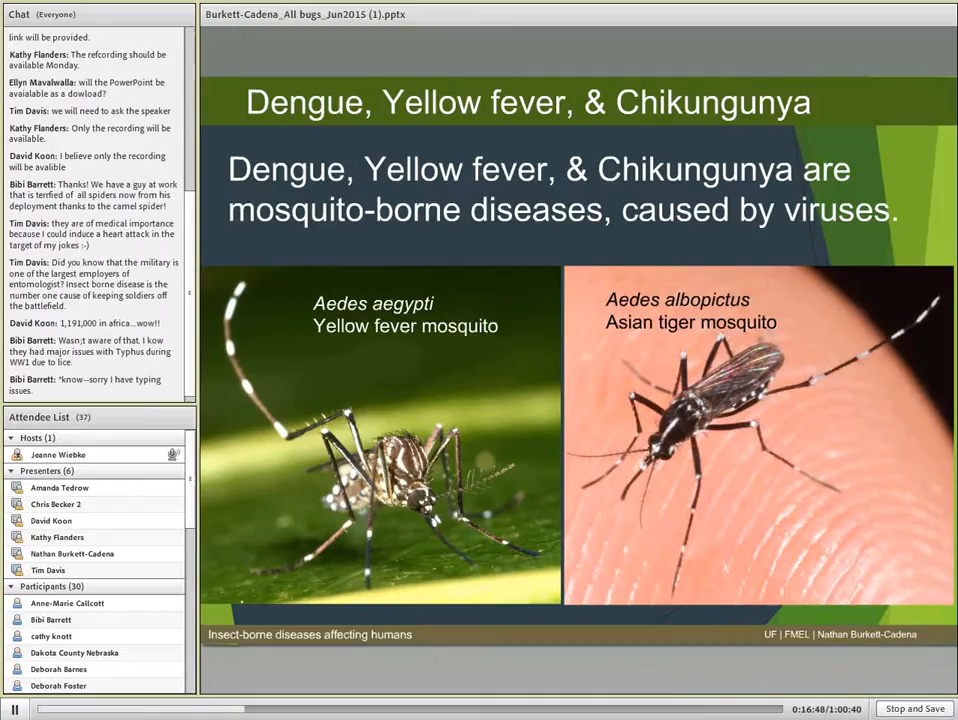 Chat (Everyone)
link will be provided.
Kathy Flanders: The refcording should be
available Monday.
Ellyn Mavalwalla: will the PowerPoint be
avaialable as a dowload?
Tim Davis: we will need to ask the speaker
Kathy Flanders: Only the recording will be
available.
David Koon: I believe only the recording
will be avalible
Bibi Barrett: Thanks! We have a guy at work
that is terrfied of all spiders now from his
deployment thanks to the camel spider!
Tim Davis: they are of medical importance
because I could induce a heart attack in the
target of my jokes :-)
Tim Davis: Did you know that the military is
one of the largest employers of
entomologist? Insect borne disease is the
number one cause of keeping soldiers off
the battlefield.
David Koon: 1,191,000 in africa...wow!!
Bibi Barrett: Wasn;t aware of that. I kow
they had major issues with Typhus during
WW1 due to lice.
Bibi Barrett: *know--sorry I have typing
issues.
Attendee List (37)
Hosts (1)
Jeanne Wiebke
Presenters (6)
Amanda Tedrow
Chris Becker 2
David Koon
Kathy Flanders
Nathan Burkett-Cadena
Tim Davis
Participants (30)
Anne-Marie Callcott
Bibi Barrett
cathy knott
Dakota County Nebraska
Deborah Barnes
Deborah Foster
Burkett-Cadena_All bugs_Jun2015 (1).pptx
Dengue, Yellow fever, & Chikungunya
Dengue, Yellow fever, & Chikungunya are
mosquito-borne diseases, caused by viruses.
Aedes aegypti
Yellow fever mosquito
Aedes albopictus
Asian tiger mosquito
Insect-borne diseases affecting humans
UF | FMEL | Nathan Burkett-Cadena
0:16:48/1:00:40
Stop and Save